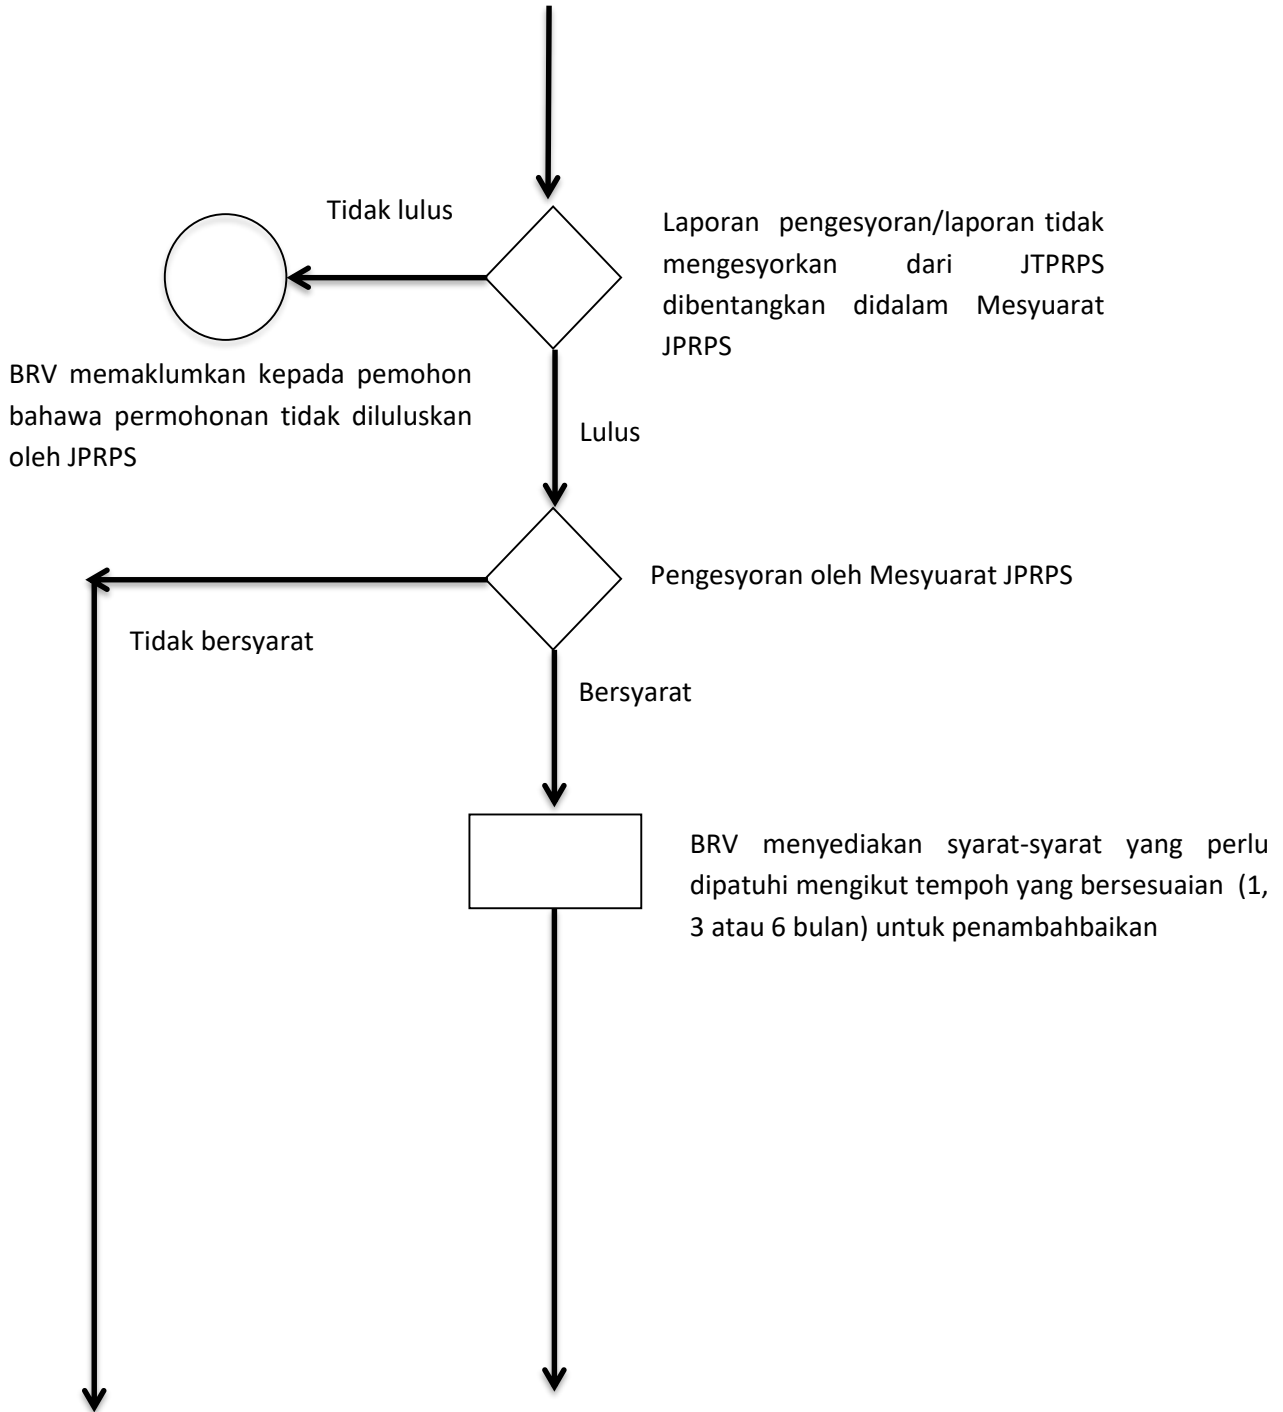 Tidak lulus
Laporan pengesyoran/laporan tidak
mengesyorkan dari JTPRPS
dibentangkan didalam Mesyuarat
JPRPS
BRV memaklumkan kepada pemohon
bahawa permohonan tidak diluluskan
oleh JPRPS
Lulus
Pengesyoran oleh Mesyuarat JPRPS
Tidak bersyarat
Bersyarat
BRV menyediakan syarat-syarat yang perlu
dipatuhi mengikut tempoh yang bersesuaian (1,
3 atau 6 bulan) untuk penambahbaikan